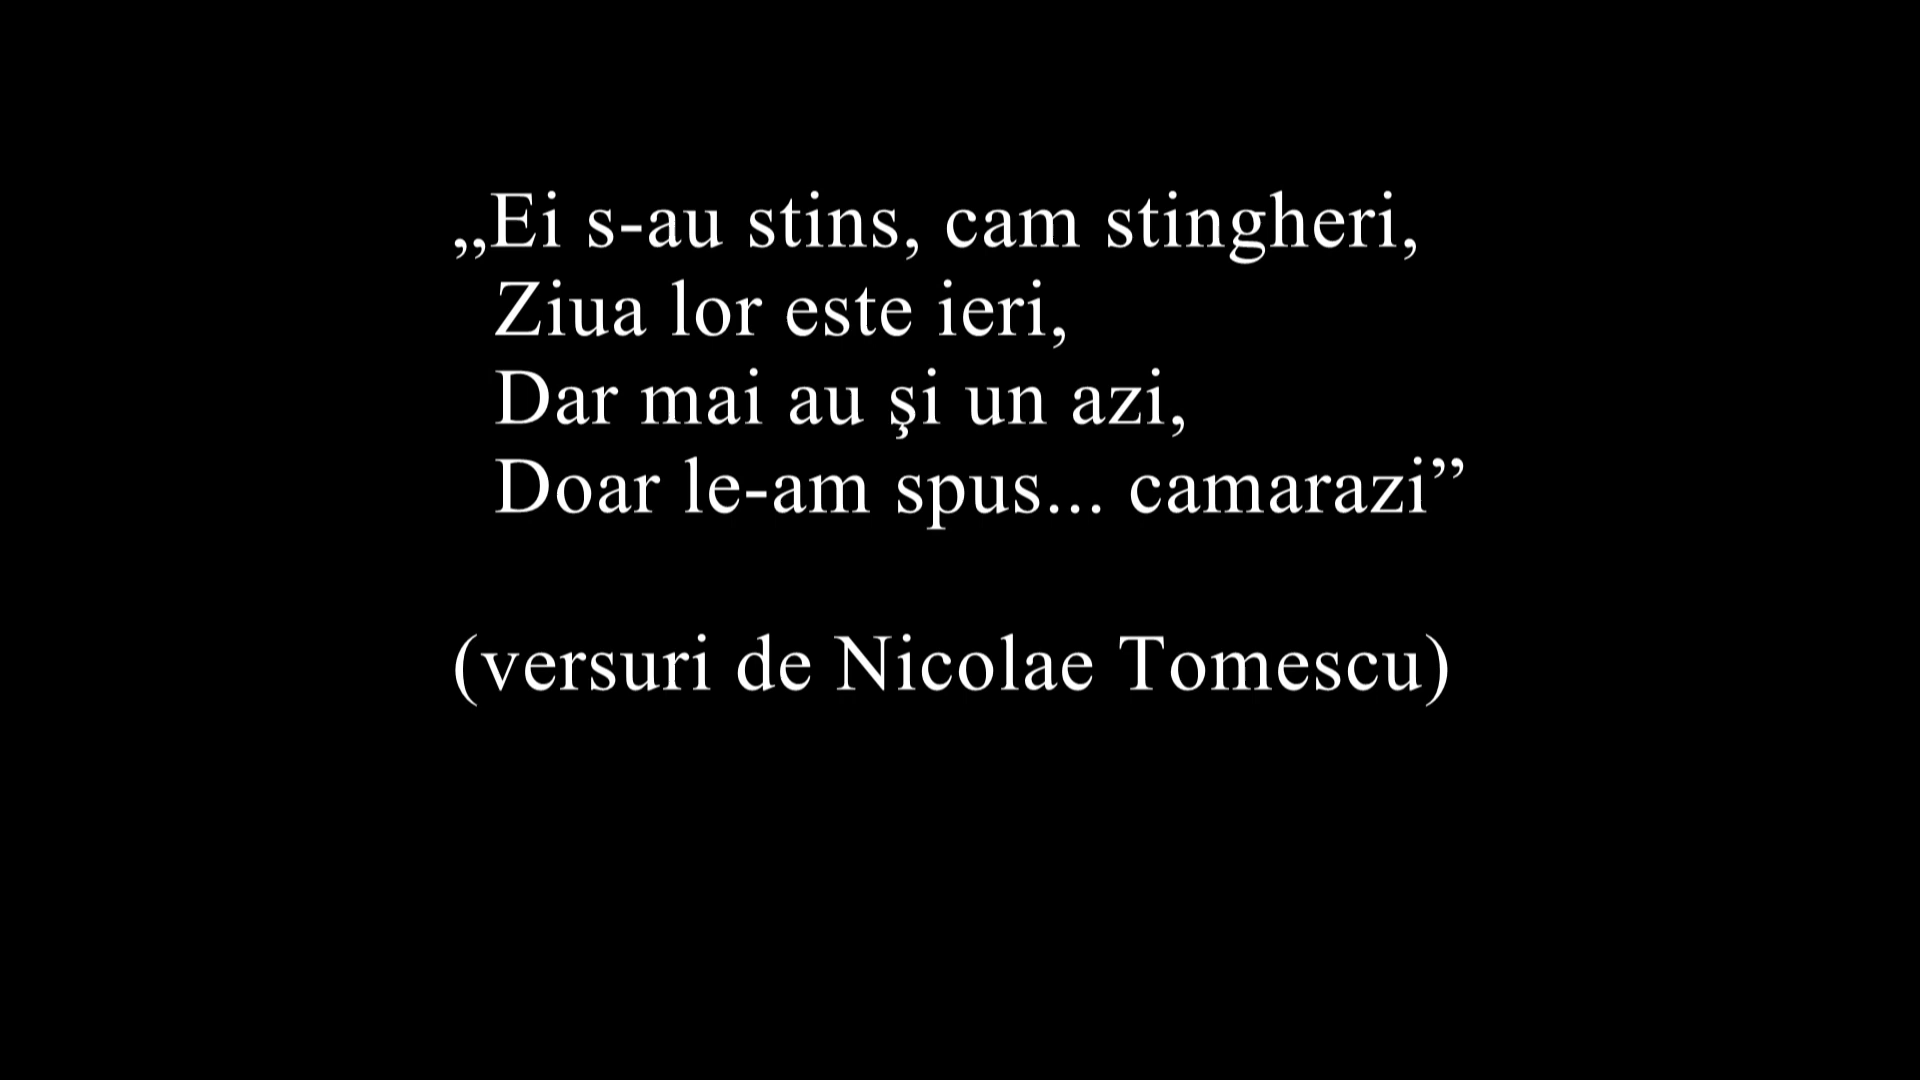 „Ei s-au stins, cam stingheri,
Ziua lor este ieri,
Dar mai au şi un azi,
Doar le-am spus... camarazi”
(versuri de Nicolae Tomescu)